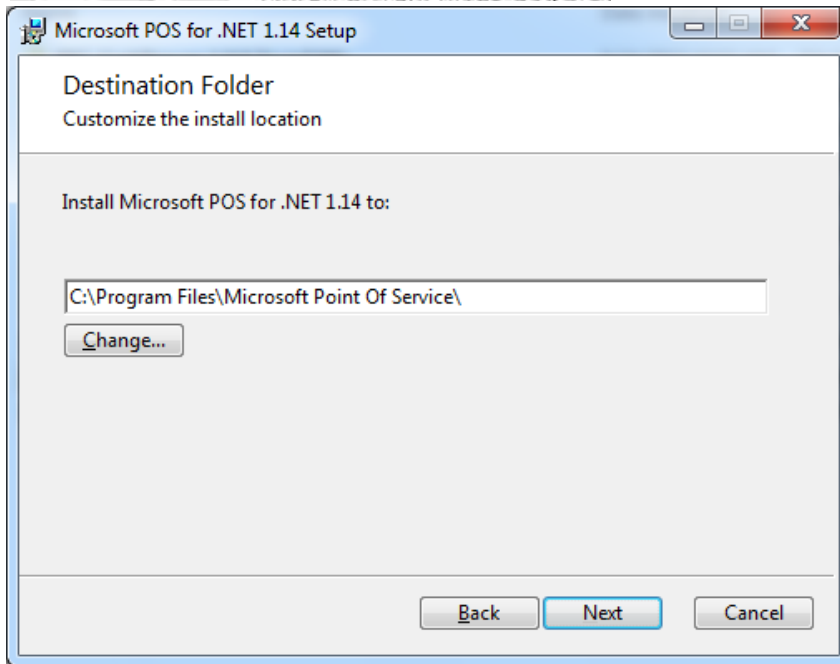 Microsoft POS for .NET 1.14 Setup
Destination Folder
Customize the install location
Install Microsoft POS for .NET 1.14 to:
C:\Program Files\Microsoft Point Of Service\
Change...
Back Next Cancel